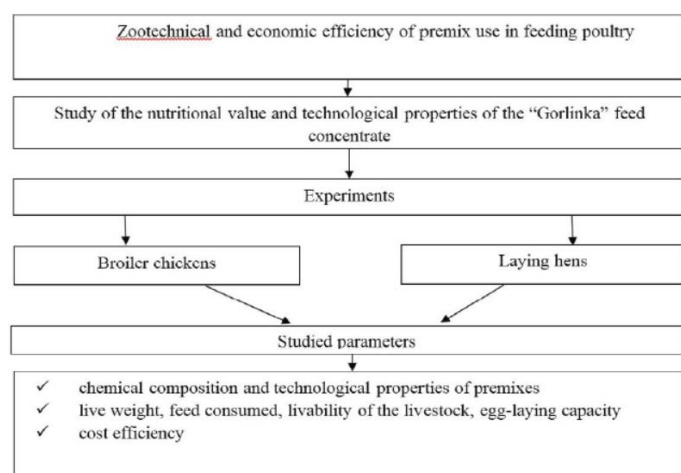 Zootechnical and economic efficiency of premix use in feeding poultry
Study of the nutritional value and technological properties of the “Gorlinka” feed
concentrate
Experiments
Broiler chickens
Laying hens
Studied parameters
✓ chemical composition and technological properties of premixes
✓ live weight, feed consumed, livability of the livestock, egg-laying capacity
✓ cost efficiency